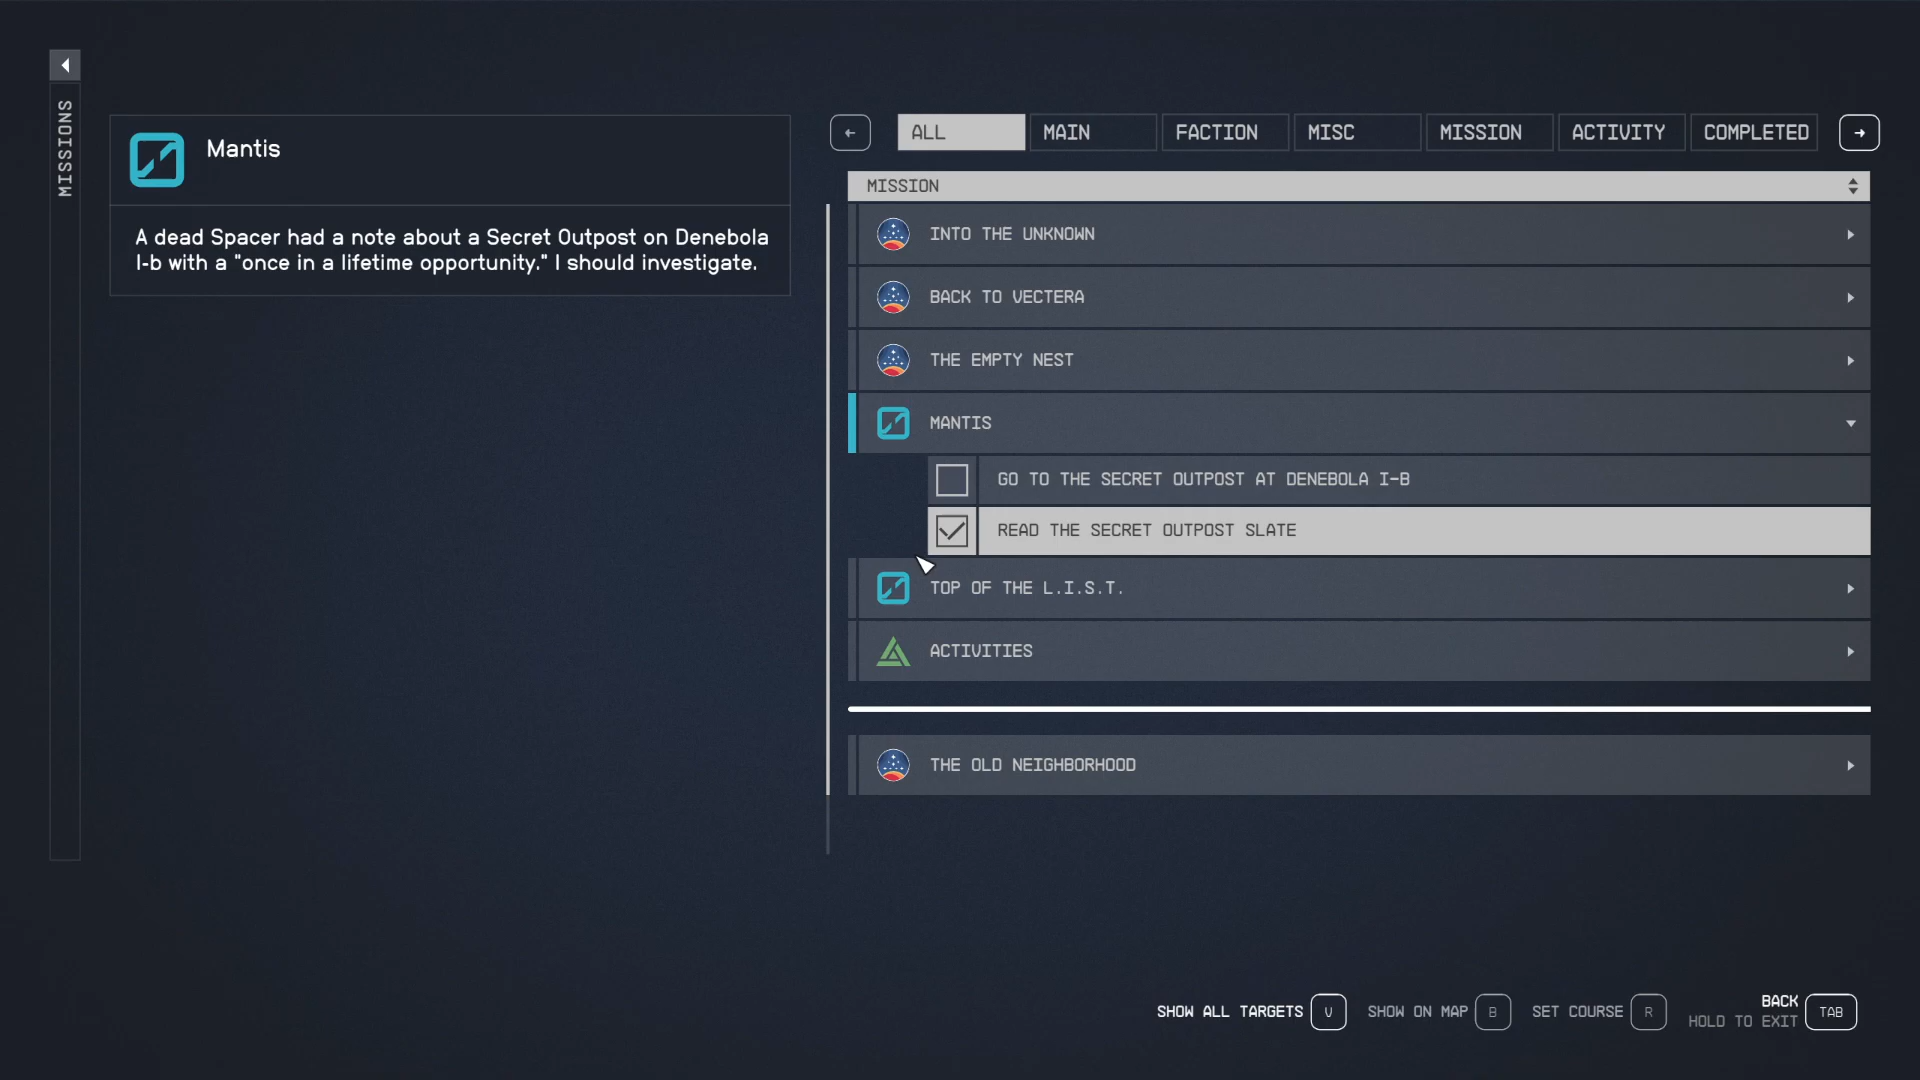 MISSIONS
Mantis
A dead Spacer had a note about a Secret Outpost on Denebola
I-b with a "once in a lifetime opportunity." I should investigate.
ALL
MAIN
FACTION
MISC
MISSION
ACTIVITY
COMPLETED
MISSION
INTO THE UNKNOWN
BACK TO VECTERA
THE EMPTY NEST
MANTIS
GO TO THE SECRET OUTPOST AT DENEBOLA I-B
READ THE SECRET OUTPOST SLATE
TOP OF THE L.I.S.T.
ACTIVITIES
THE OLD NEIGHBORHOOD
SHOW ALL TARGETS V
SHOW ON MAP B
SET COURSE R
BACK
HOLD TO EXIT
TAB